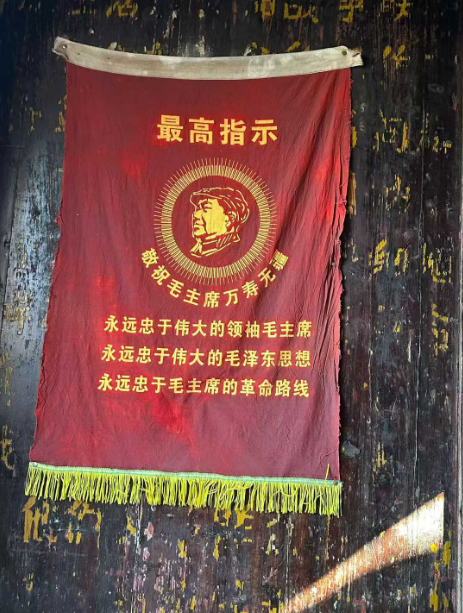 最高指示
敬祝毛主席万寿无疆
永远忠于伟大的领袖毛主席
永远忠于伟大的毛泽东思想
永远忠于毛主席的革命路线